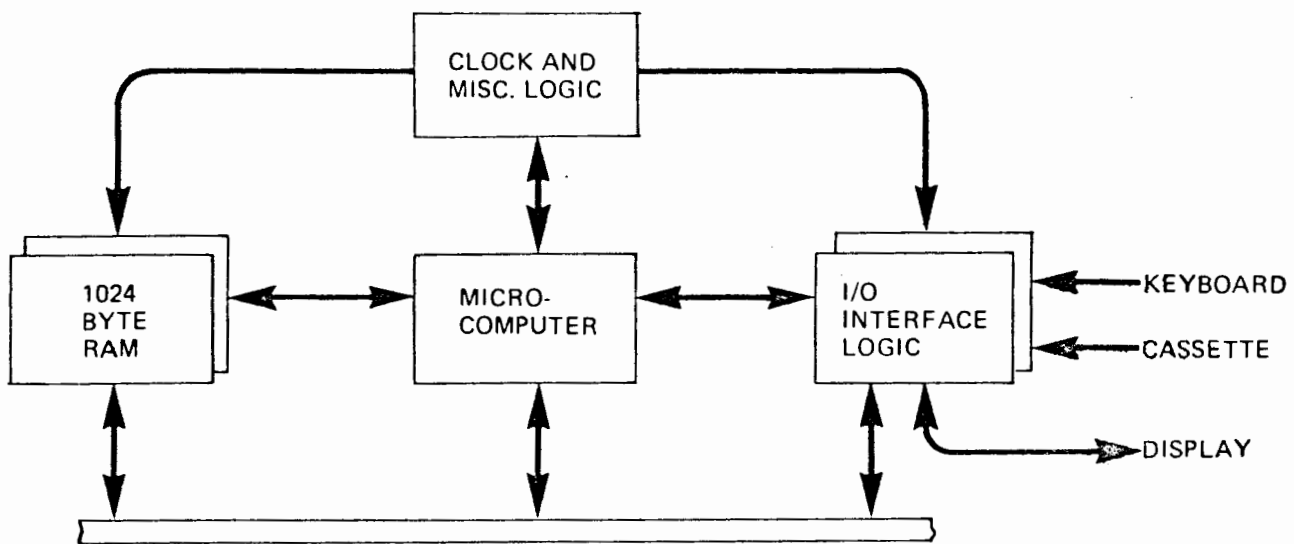 CLOCK AND
MISC. LOGIC
1024
BYTE
RAM
MICRO-
COMPUTER
I/O
INTERFACE
LOGIC
KEYBOARD
CASSETTE
DISPLAY